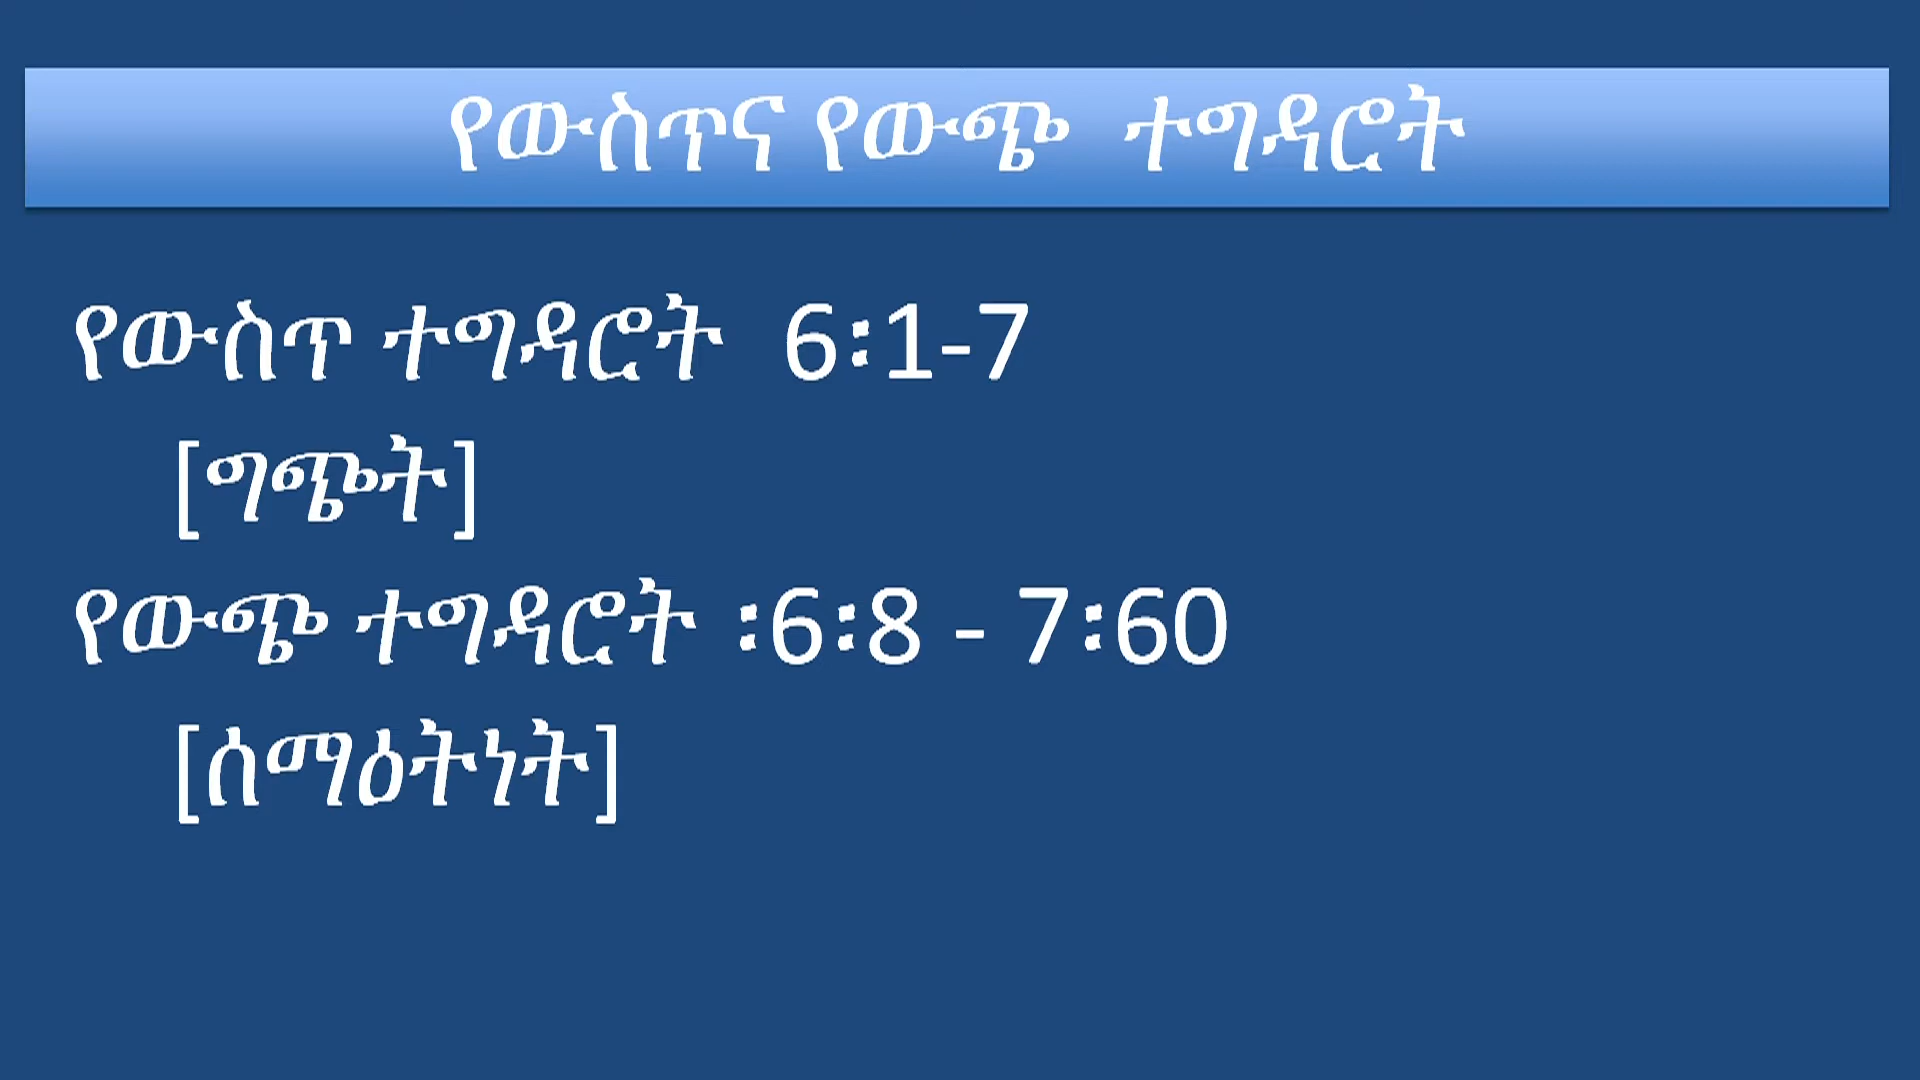 የውስጥና የውጭ ተግዳሮት
የውስጥ ተግዳሮት 6፡1-7
[ግጭት]
የውጭ ተግዳሮት ፡6፡8 - 7፡60
[ሰማዕትነት]